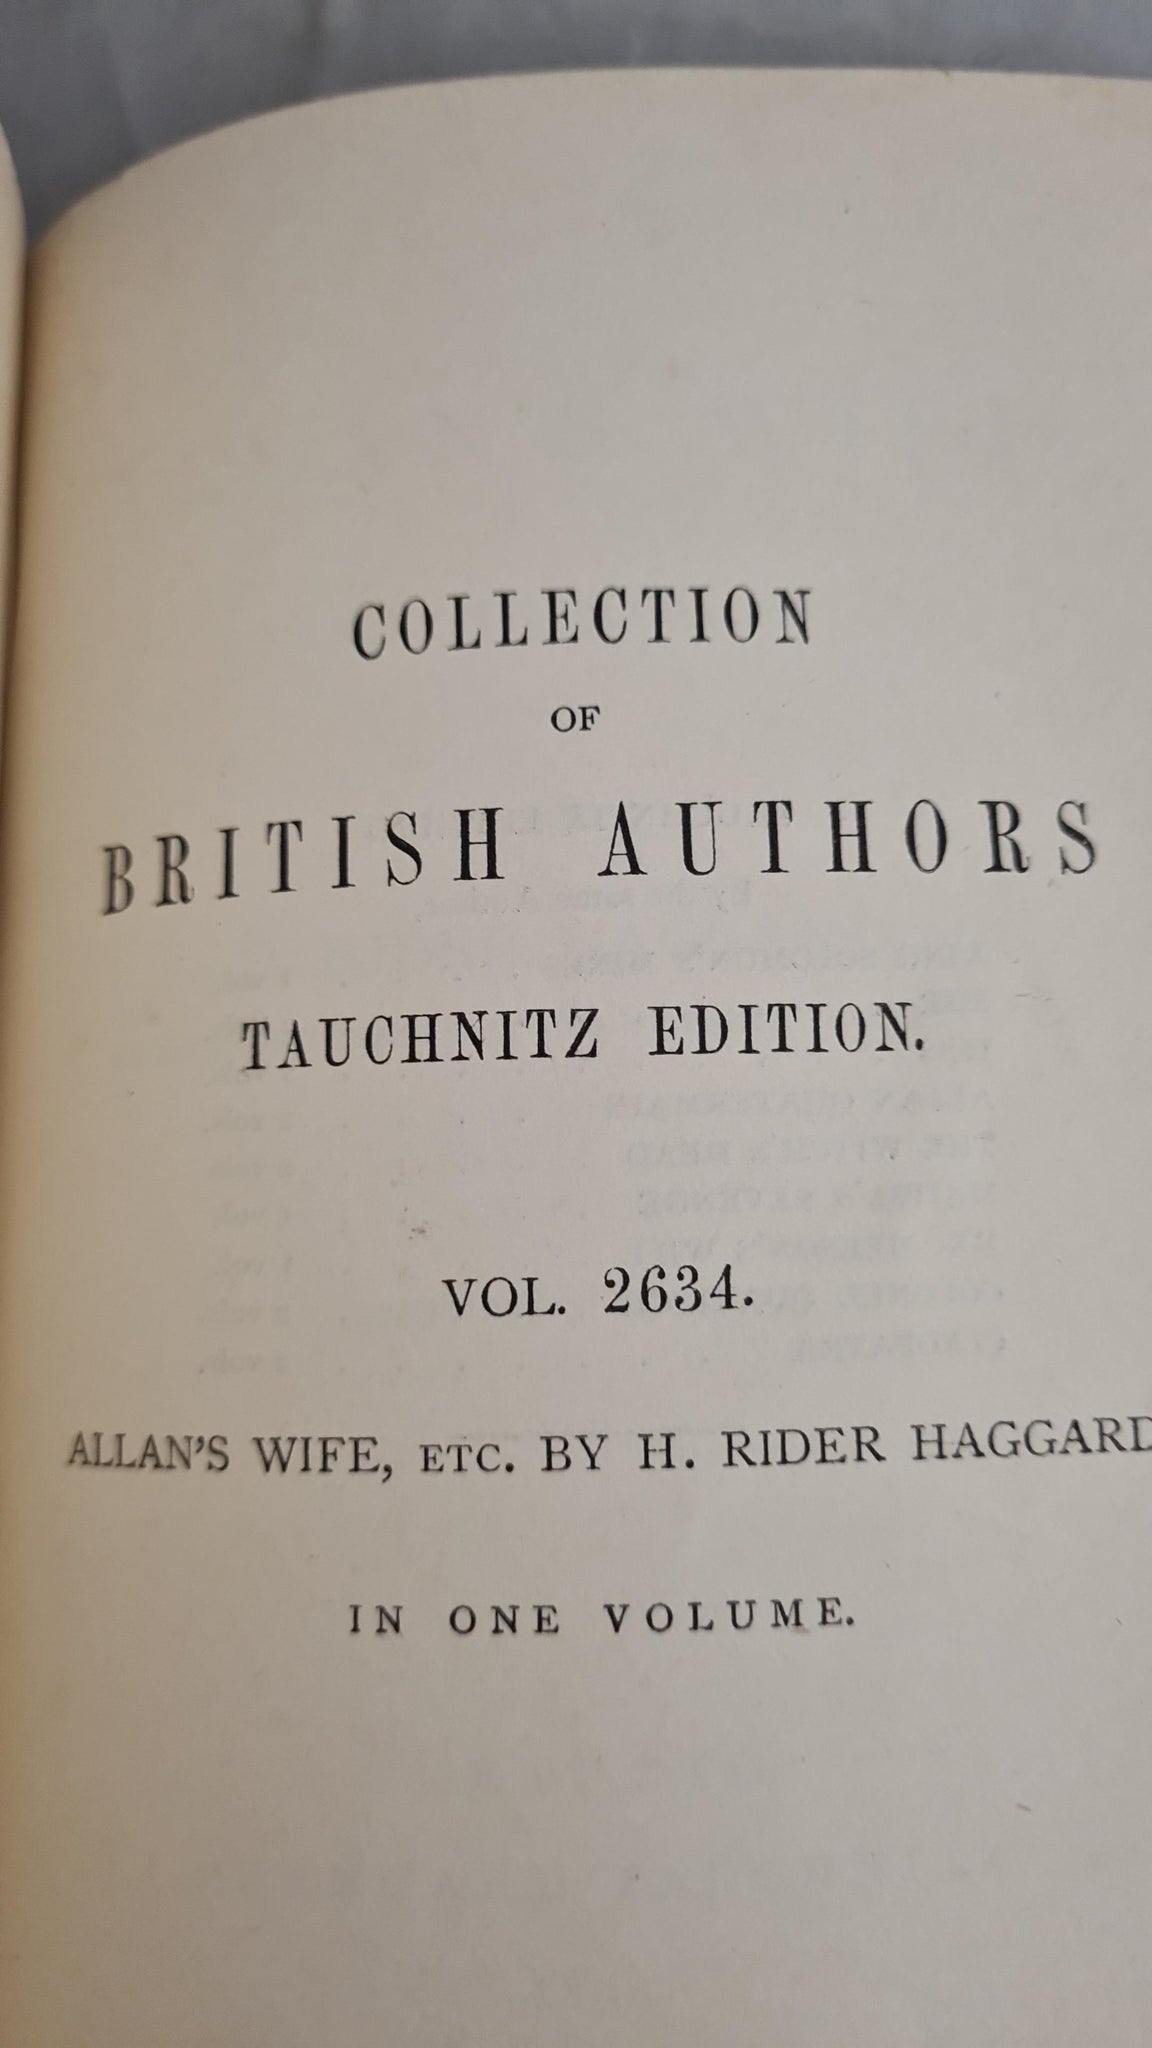 COLLECTION
OF
BRITISH AUTHORS
TAUCHNITZ EDITION.
VOL. 2634.
ALLAN'S WIFE, ETC. BY H. RIDER HAGGARD
IN ONE VOLUME.